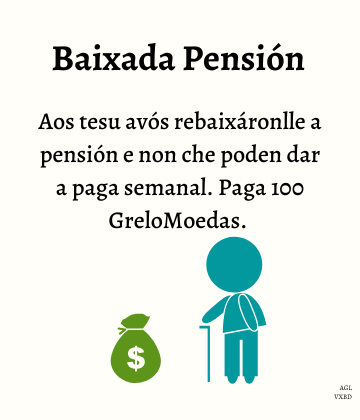 Baixada Pensión
Aos tesu avós rebaixáronlle a
pensión e non che poden dar
a paga semanal. Paga 100
GreloMoedas.
$
AGL
VXBD